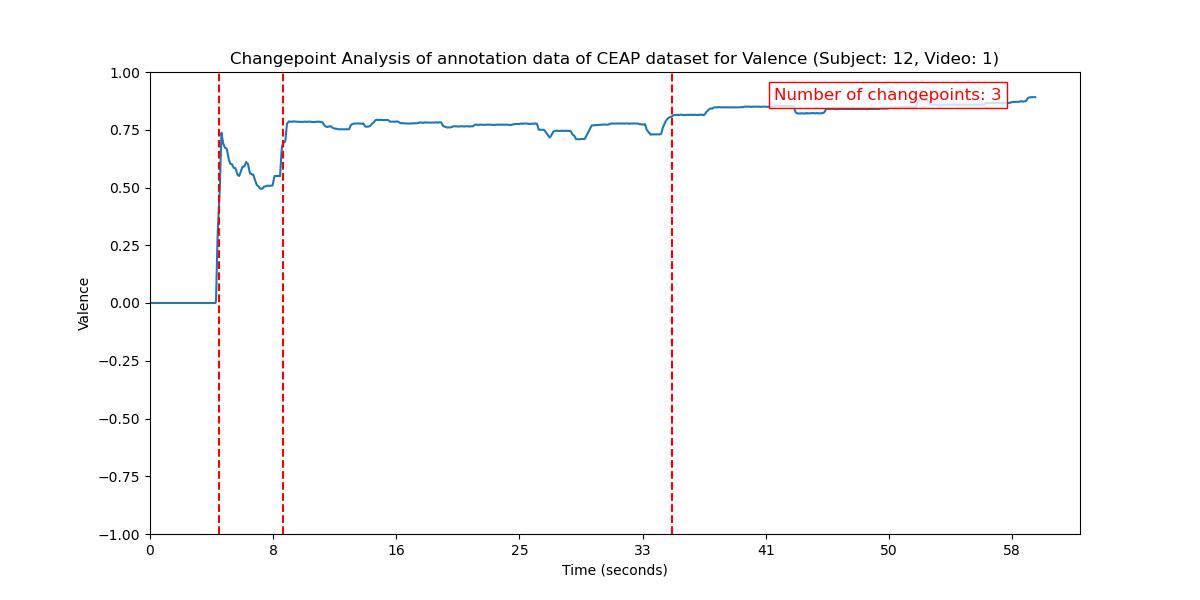 Changepoint Analysis of annotation data of CEAP dataset for Valence (Subject: 12, Video: 1)
Number of changepoints: 3
Valence
1.00
0.75
0.50
0.25
0.00
−0.25
−0.50
−0.75
−1.00
0 8 16 25 33 41 50 58
Time (seconds)